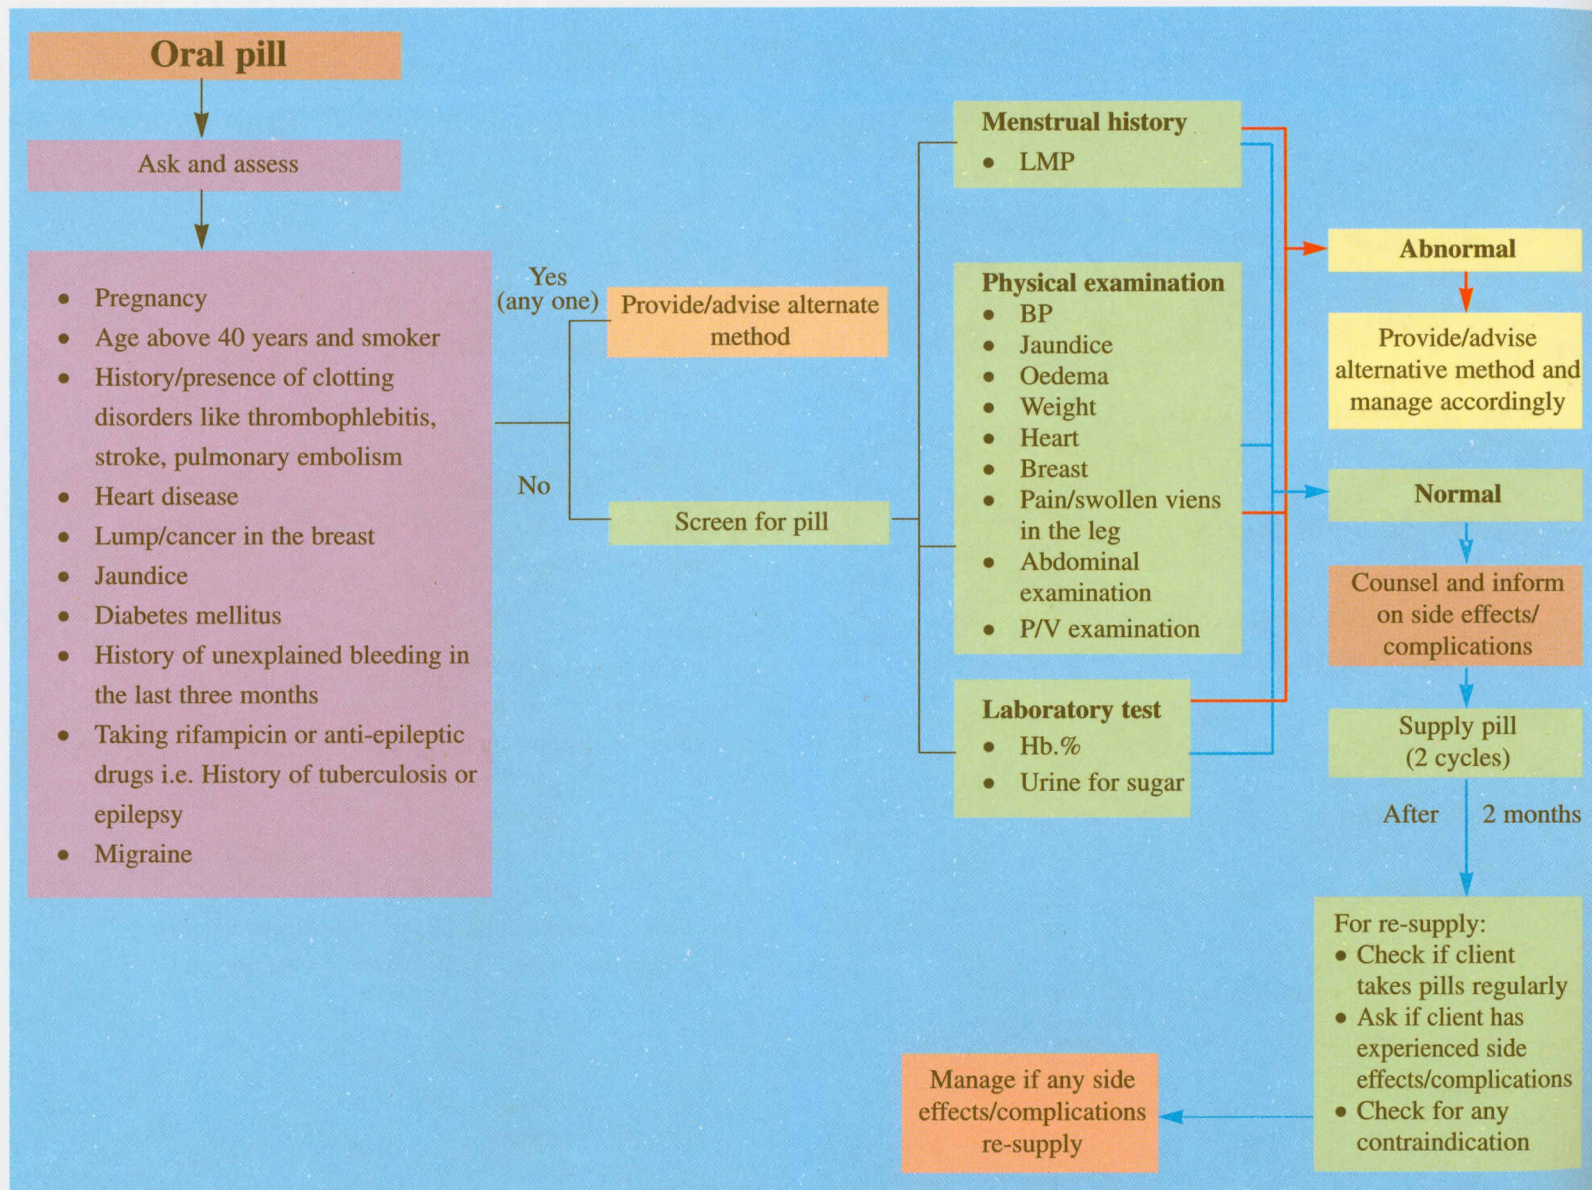 Oral pill
Ask and assess
• Pregnancy
• Age above 40 years and smoker
• History/presence of clotting
disorders like thrombophlebitis,
stroke, pulmonary embolism
• Heart disease
• Lump/cancer in the breast
• Jaundice
• Diabetes mellitus
• History of unexplained bleeding in
the last three months
• Taking rifampicin or anti-epileptic
drugs i.e. History of tuberculosis or
epilepsy
• Migraine
Yes
(any one)
Provide/advise alternate
method
No
Screen for pill
Menstrual history
• LMP
Physical examination
• BP
• Jaundice
• Oedema
• Weight
• Heart
• Breast
• Pain/swollen viens
in the leg
• Abdominal
examination
• P/V examination
Laboratory test
• Hb.%
• Urine for sugar
Abnormal
Provide/advise
alternative method and
manage accordingly
Normal
Counsel and inform
on side effects/
complications
Supply pill
(2 cycles)
After 2 months
For re-supply:
• Check if client
takes pills regularly
• Ask if client has
experienced side
effects/complications
• Check for any
contraindication
Manage if any side
effects/complications
re-supply